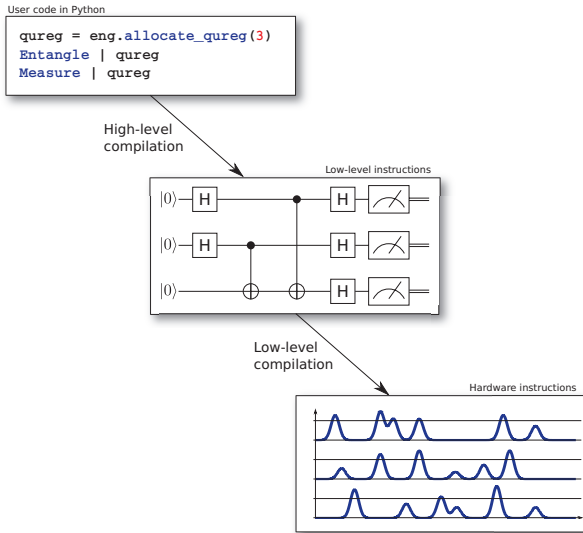 User code in Python
qureg = eng.allocate_qureg(3)
Entangle | qureg
Measure | qureg
High-level
compilation
Low-level instructions
|0⟩ H H
|0⟩ H H
|0⟩ H
Low-level
compilation
Hardware instructions